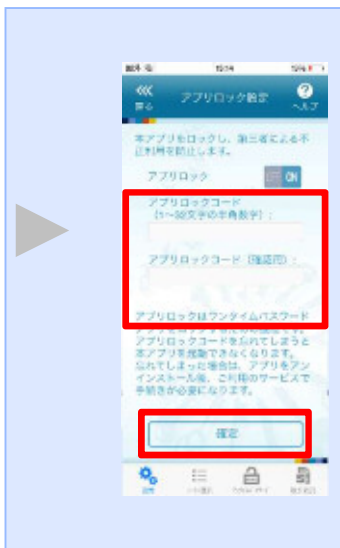 圏外
15:14
戻る
アプリロック設定
ヘルプ
本アプリをロックし、第三者による不
正利用を防止します。
アプリロック
ON
アプリロックコード
(1～32文字の半角数字)：
アプリロックコード（確認用）：
アプリロックはワンタイムパスワード
アプリロックコードを忘れてしまうと
本アプリを起動できなくなります。
忘れてしまった場合は、アプリをアン
インストール後、ご利用のサービスで
手続きが必要になります。
確定